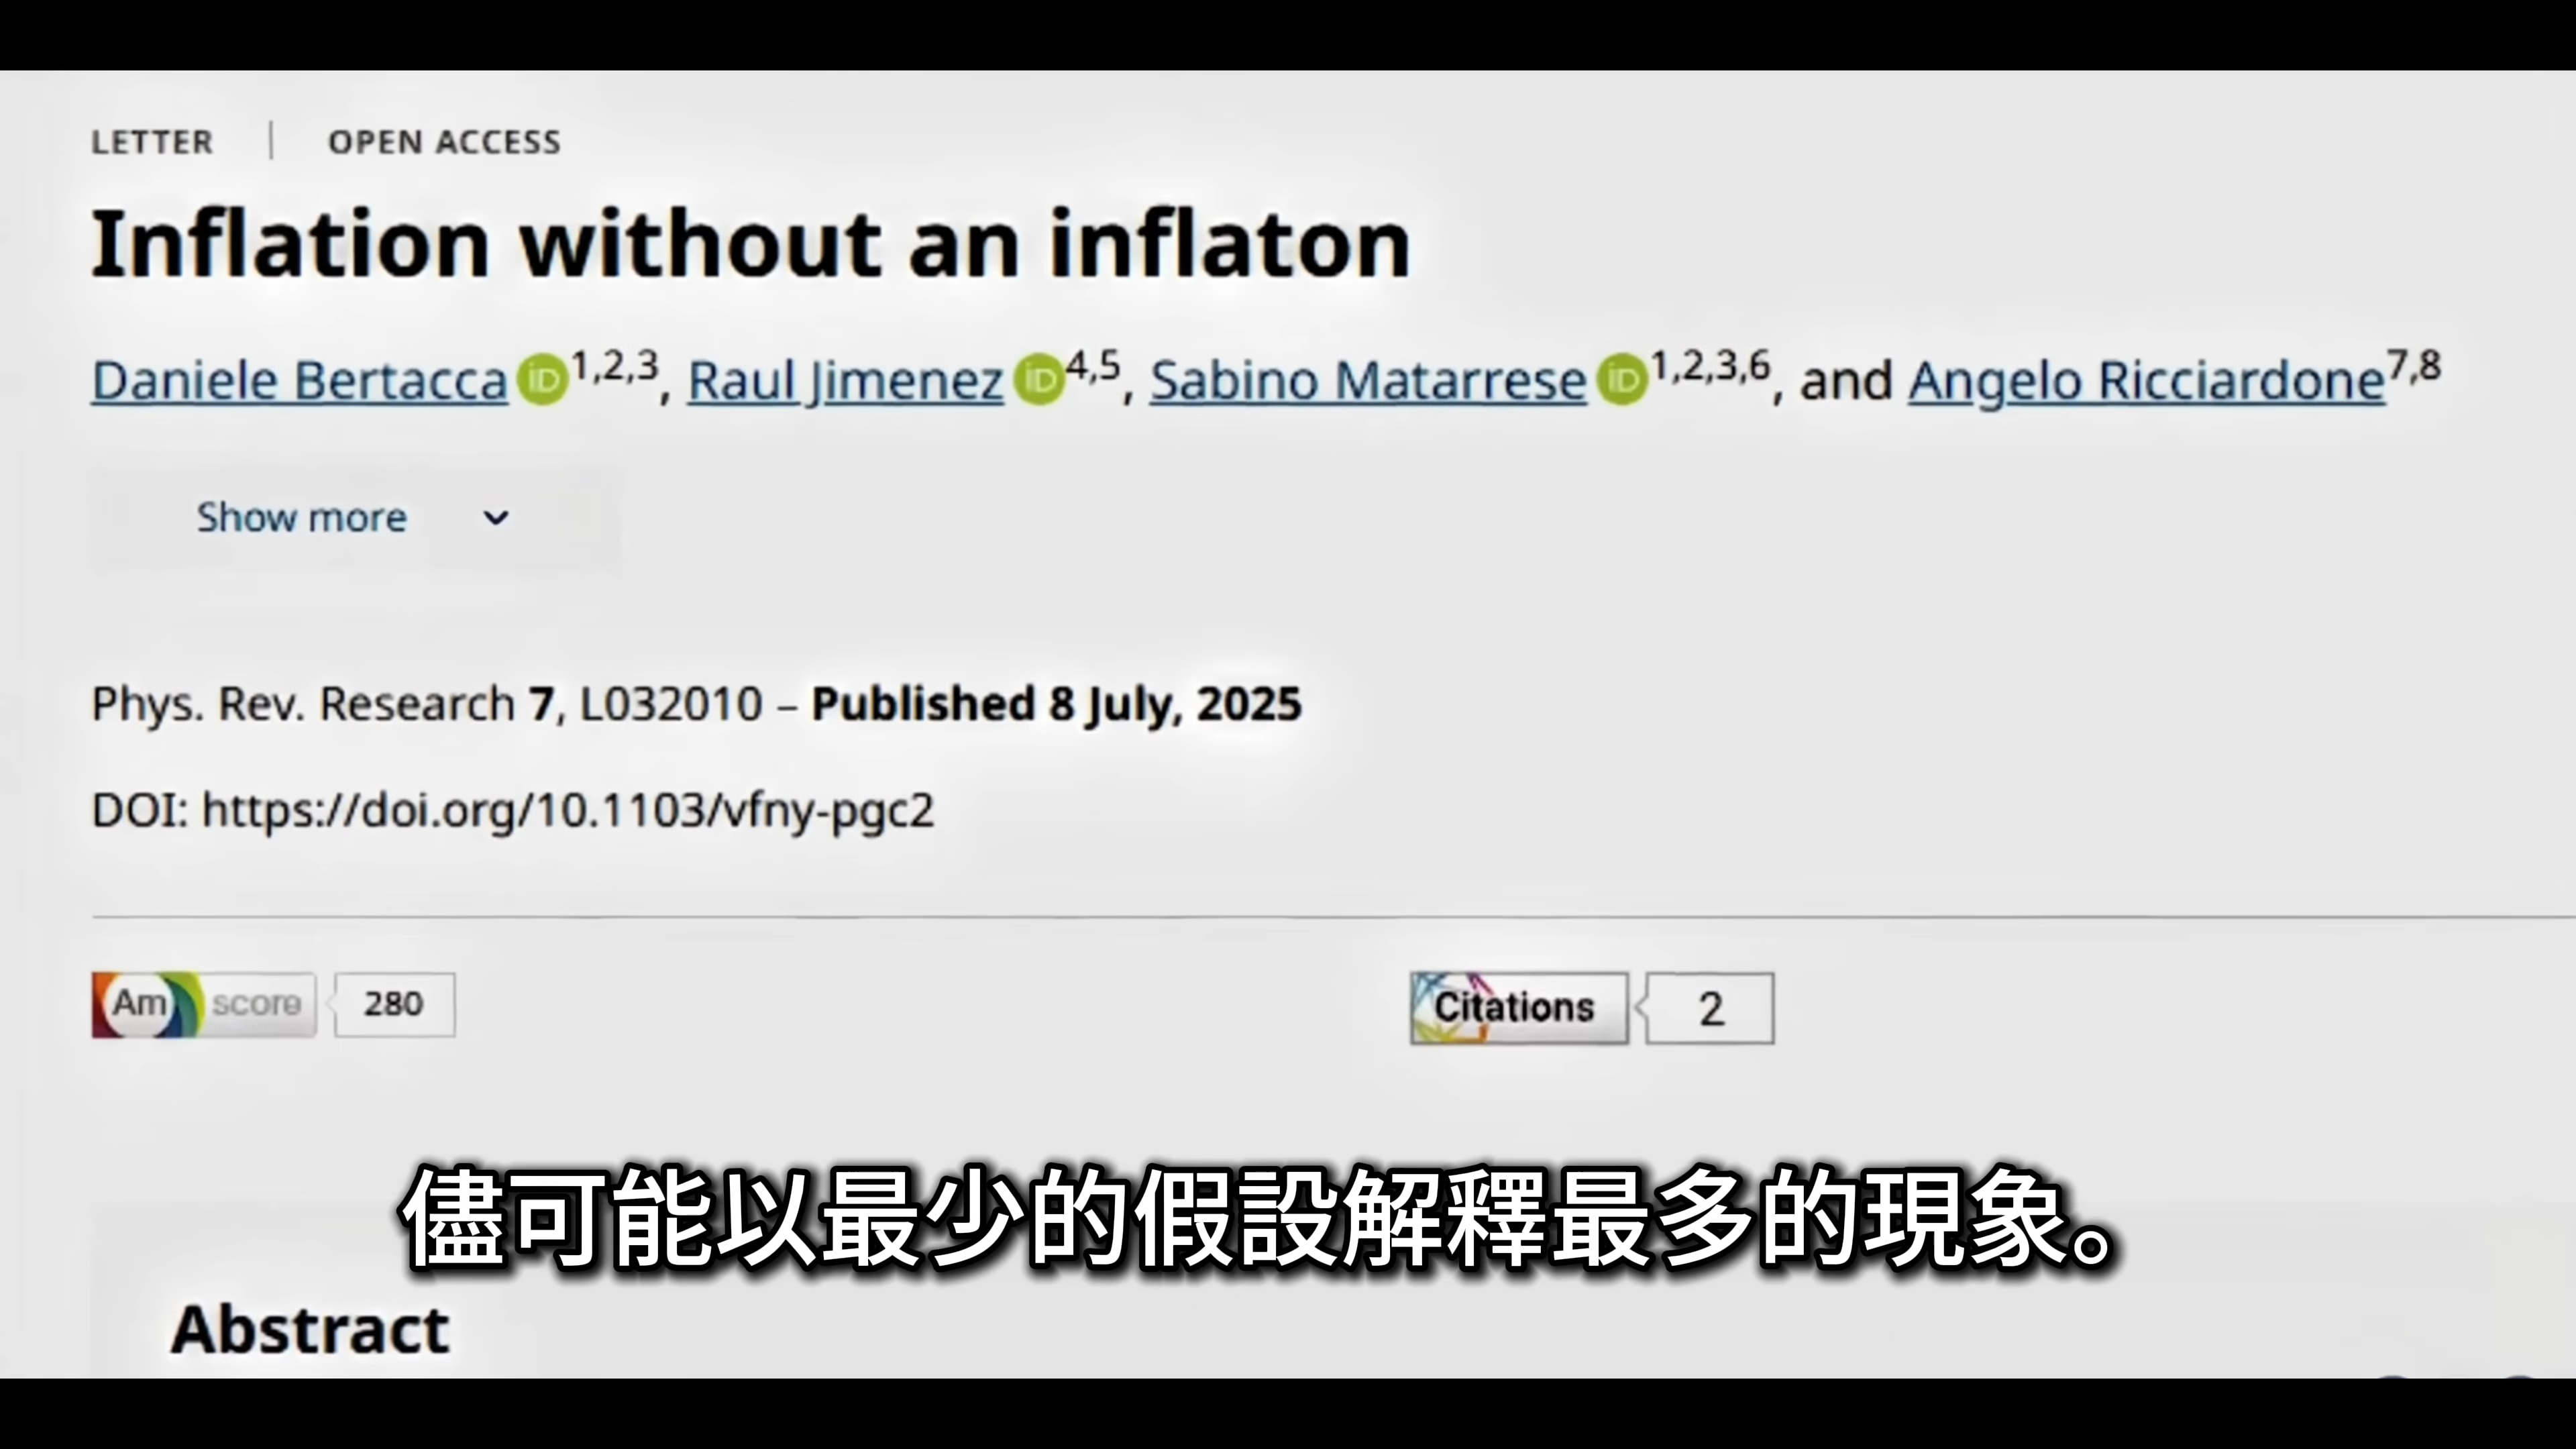 LETTER | OPEN ACCESS
Inflation without an inflaton
Daniele Bertacca iD 1,2,3, Raul Jimenez iD 4,5, Sabino Matarrese iD 1,2,3,6, and Angelo Ricciardone 7,8
Show more
Phys. Rev. Research 7, L032010 – Published 8 July, 2025
DOI: https://doi.org/10.1103/vfny-pgc2
Am score 280 Citations 2
儘可能以最少的假設解釋最多的現象。
Abstract